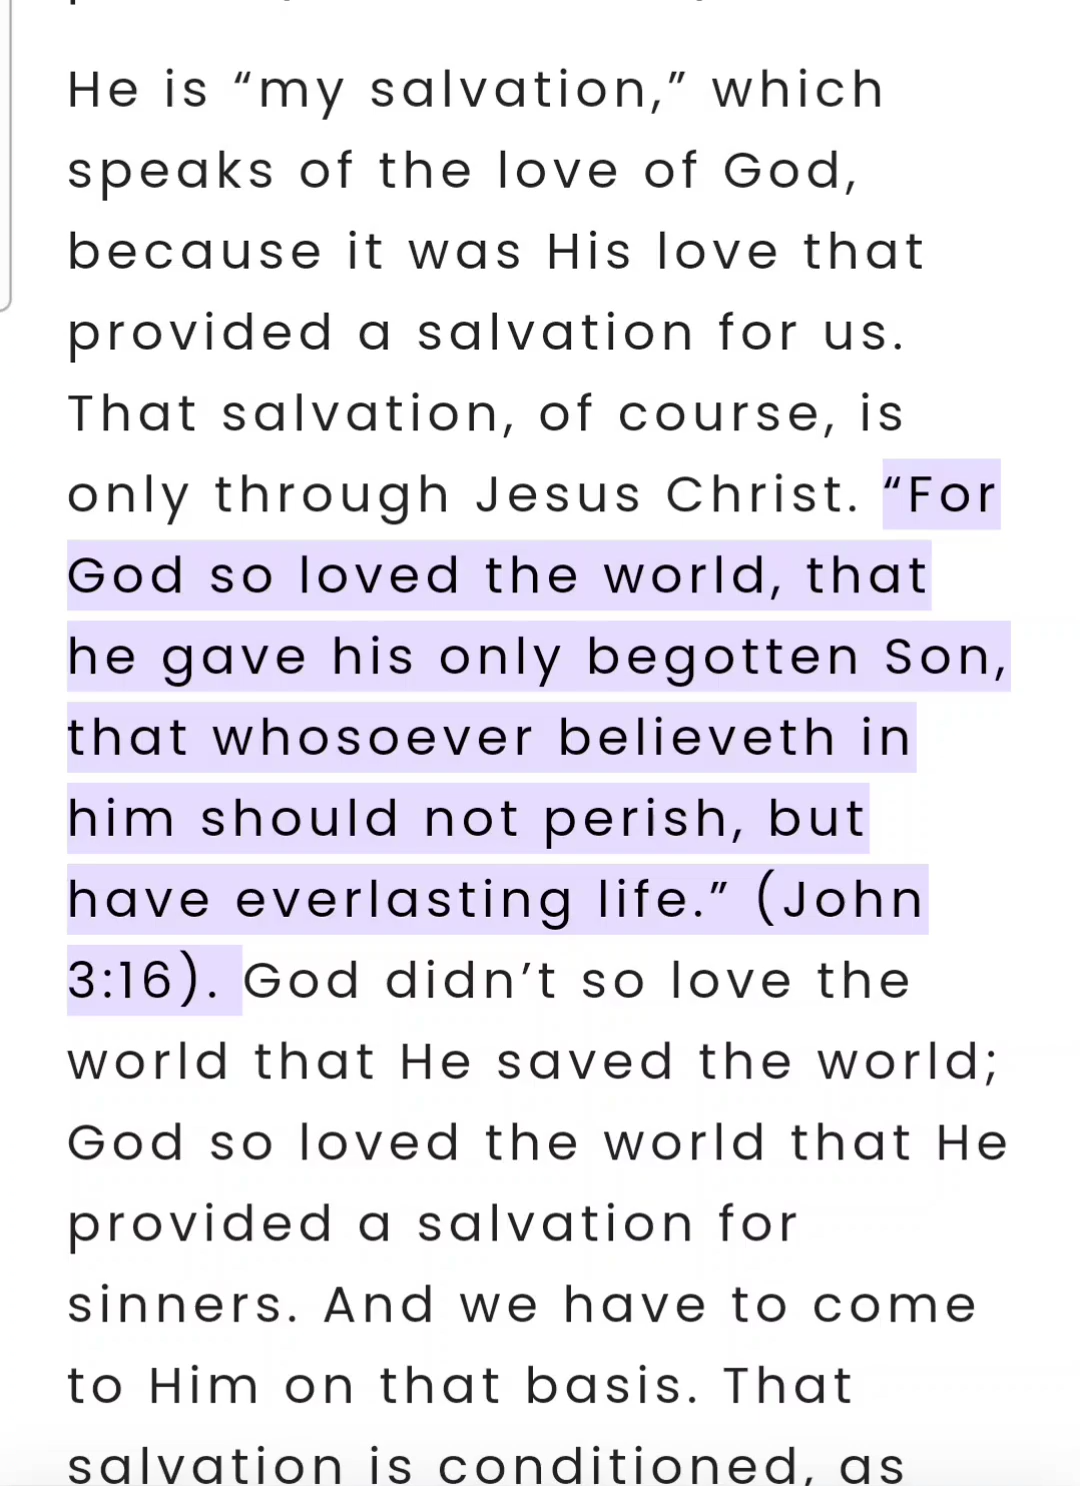 He is “my salvation,” which
speaks of the love of God,
because it was His love that
provided a salvation for us.
That salvation, of course, is
only through Jesus Christ. “For
God so loved the world, that
he gave his only begotten Son,
that whosoever believeth in
him should not perish, but
have everlasting life.” (John
3:16). God didn’t so love the
world that He saved the world;
God so loved the world that He
provided a salvation for
sinners. And we have to come
to Him on that basis. That
salvation is conditioned, as